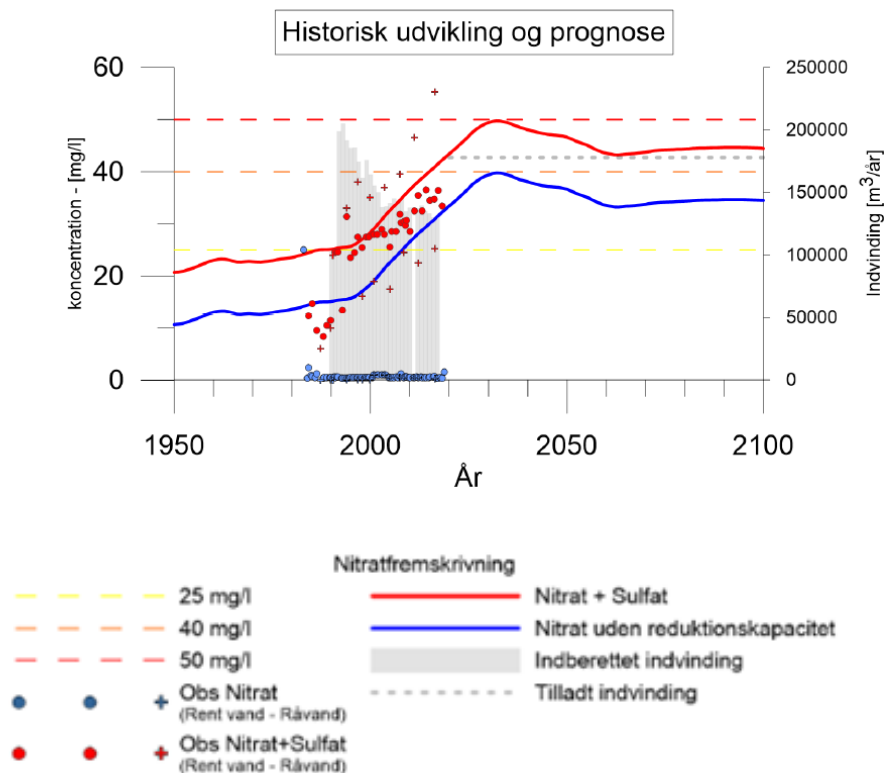 Historisk udvikling og prognose
60
40
20
0
koncentration - [mg/l]
250000
200000
150000
100000
50000
0
Indvinding [m³/år]
1950
2000
2050
2100
År
Nitratfremskrivning
25 mg/l
40 mg/l
50 mg/l
Obs Nitrat
(Rent vand - Råvand)
Obs Nitrat+Sulfat
(Rent vand - Råvand)
Nitrat + Sulfat
Nitrat uden reduktionskapacitet
Indberettet indvinding
Tilladt indvinding